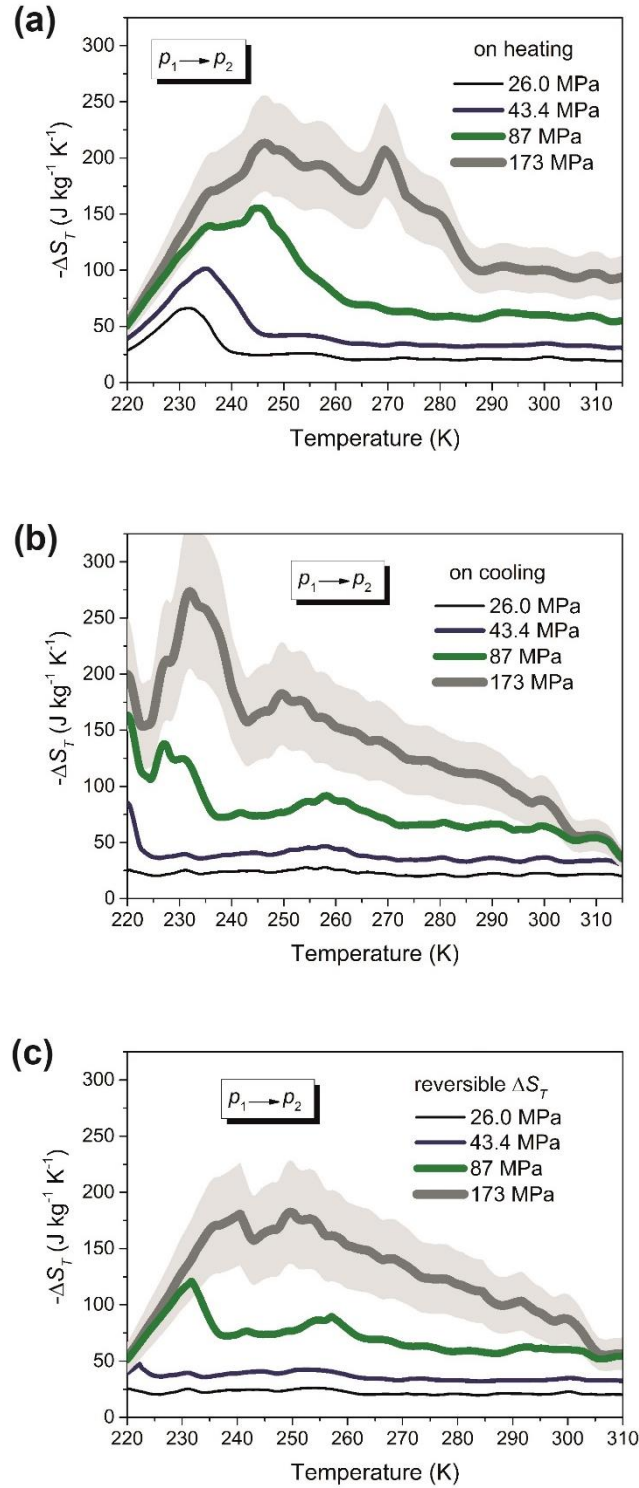 (a)
325
300
250
200
150
100
50
0
-ΔS_T (J kg⁻¹ K⁻¹)
p₁ → p₂
on heating
26.0 MPa
43.4 MPa
87 MPa
173 MPa
220 230 240 250 260 270 280 290 300 310
Temperature (K)
(b)
300
250
200
150
100
50
0
-ΔS_T (J kg⁻¹ K⁻¹)
p₁ → p₂
on cooling
26.0 MPa
43.4 MPa
87 MPa
173 MPa
220 230 240 250 260 270 280 290 300 310
Temperature (K)
(c)
300
250
200
150
100
50
0
-ΔS_T (J kg⁻¹ K⁻¹)
p₁ → p₂
reversible ΔS_T
26.0 MPa
43.4 MPa
87 MPa
173 MPa
220 230 240 250 260 270 280 290 300 310
Temperature (K)